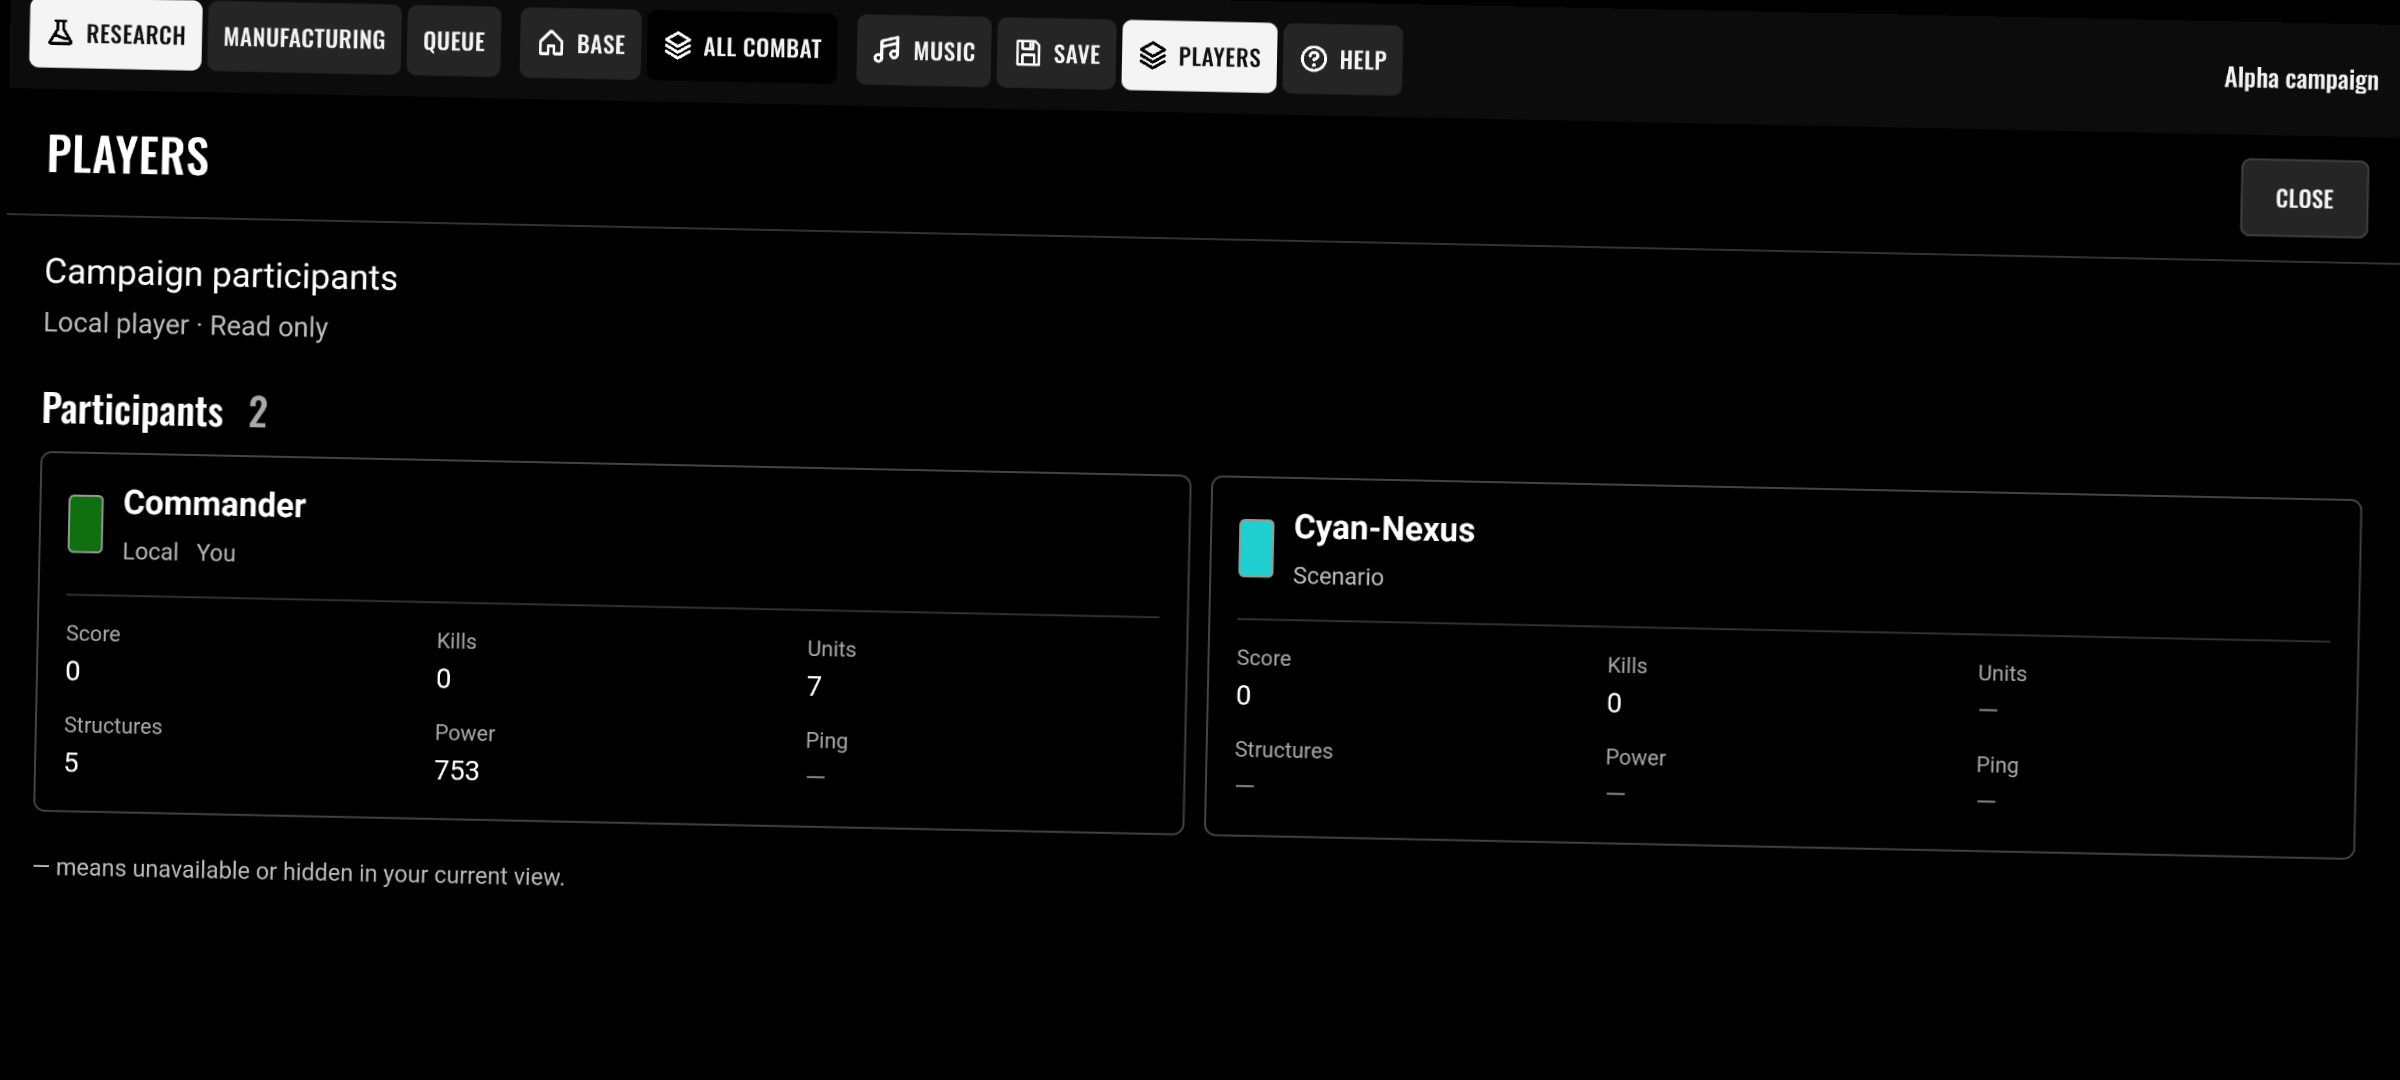 RESEARCH MANUFACTURING QUEUE BASE ALL COMBAT MUSIC SAVE PLAYERS HELP Alpha campaign
PLAYERS
CLOSE
Campaign participants
Local player · Read only
Participants 2
Commander
Local You
Score Kills Units
0 0 7
Structures Power Ping
5 753 —
Cyan-Nexus
Scenario
Score Kills Units
0 0 —
Structures Power Ping
— — —
— means unavailable or hidden in your current view.